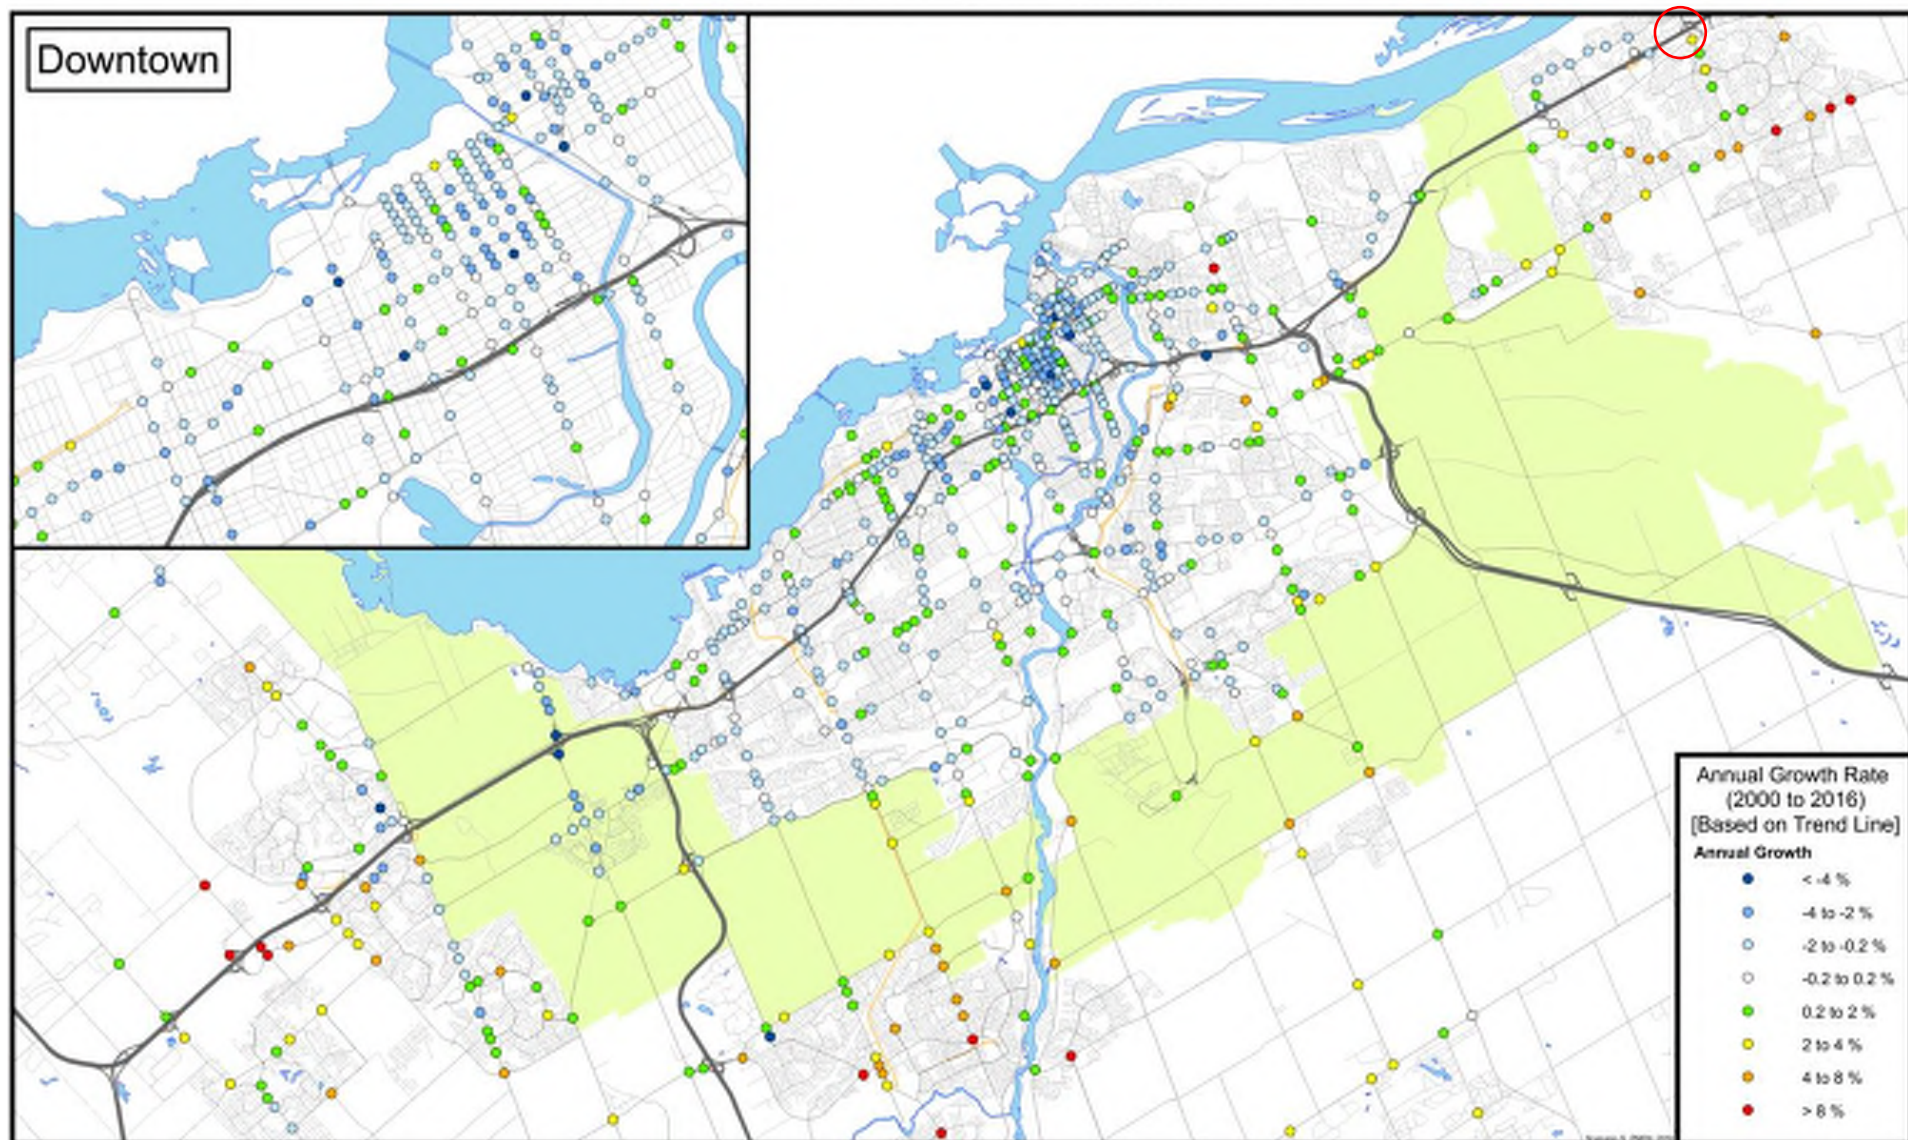 Downtown
Annual Growth Rate
(2000 to 2016)
[Based on Trend Line]
Annual Growth
< -4 %
-4 to -2 %
-2 to -0.2 %
-0.2 to 0.2 %
0.2 to 2 %
2 to 4 %
4 to 8 %
> 8 %